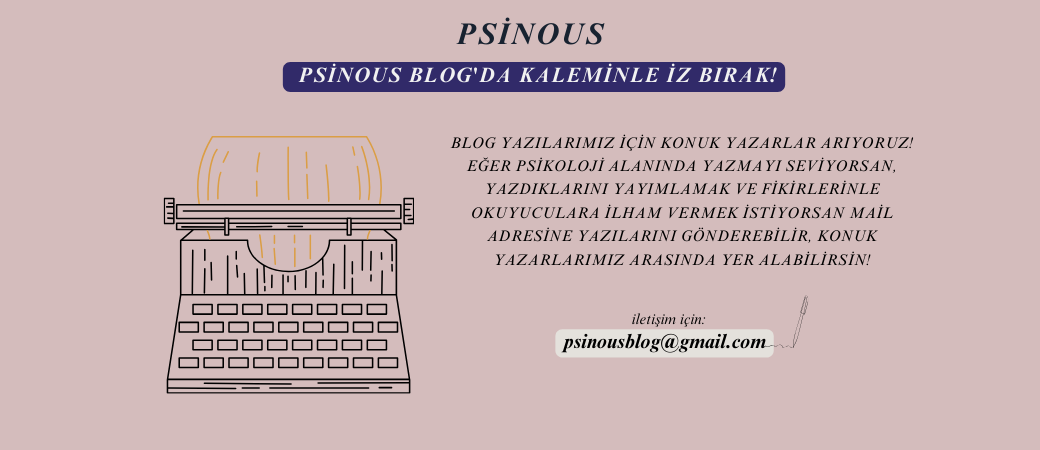 PSİNOUS
PSİNOUS BLOG'DA KALEMİNLE İZ BIRAK!
BLOG YAZILARIMIZ İÇİN KONUK YAZARLAR ARIYORUZ!
EĞER PSİKOLOJİ ALANINDA YAZMAYI SEVİYORSAN,
YAZDIKLARINI YAYIMLAMAK VE FİKİRLERİNLE
OKUYUCULARA İLHAM VERMEK İSTİYORSAN MAİL
ADRESİNE YAZILARINI GÖNDEREBİLİR, KONUK
YAZARLARIMIZ ARASINDA YER ALABİLİRSİN!
iletişim için:
psinousblog@gmail.com